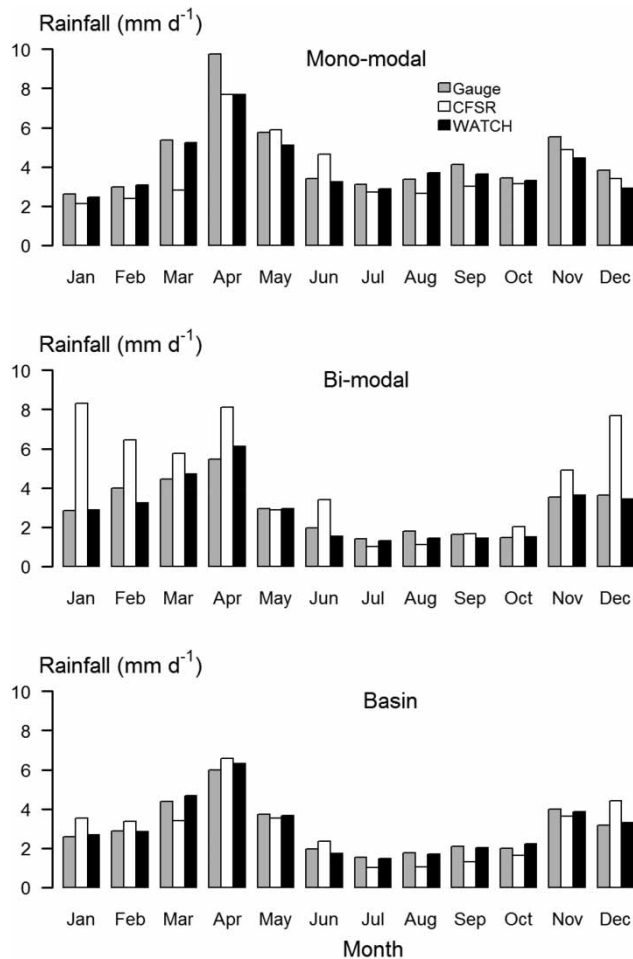 Rainfall (mm d⁻¹)
Mono-modal
10
8
6
4
2
0
Gauge
CFSR
WATCH
Jan Feb Mar Apr May Jun Jul Aug Sep Oct Nov Dec
Rainfall (mm d⁻¹)
Bi-modal
10
8
6
4
2
0
Jan Feb Mar Apr May Jun Jul Aug Sep Oct Nov Dec
Rainfall (mm d⁻¹)
Basin
10
8
6
4
2
0
Jan Feb Mar Apr May Jun Jul Aug Sep Oct Nov Dec
Month